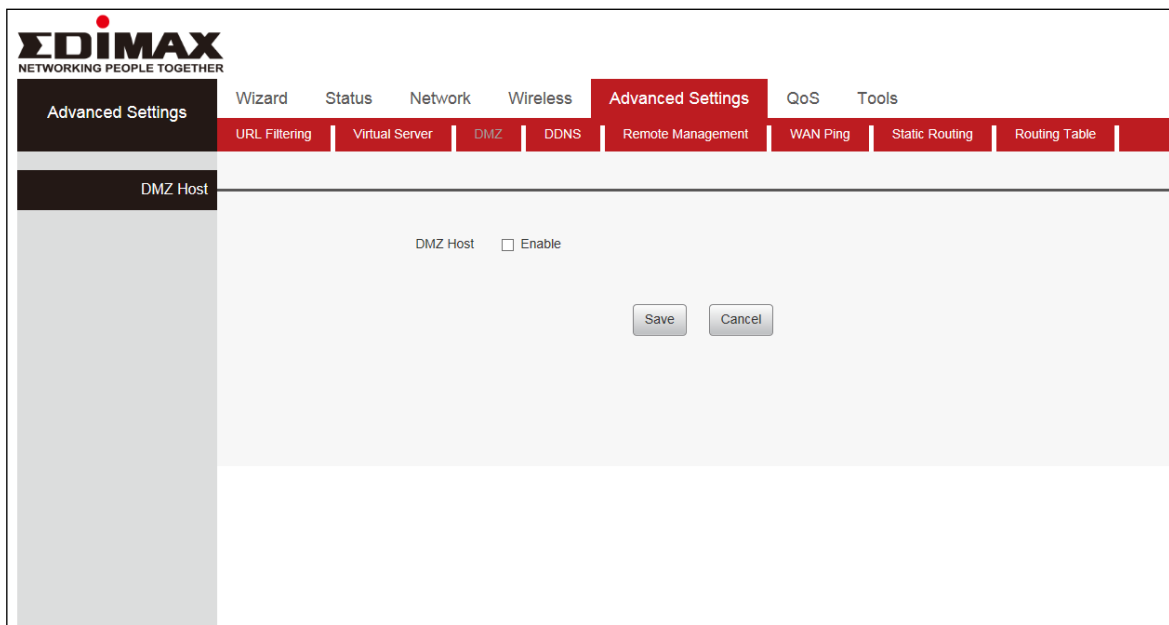 EDIMAX
NETWORKING PEOPLE TOGETHER
Advanced Settings
Wizard Status Network Wireless Advanced Settings QoS Tools
URL Filtering Virtual Server DMZ DDNS Remote Management WAN Ping Static Routing Routing Table
DMZ Host
DMZ Host Enable
Save Cancel